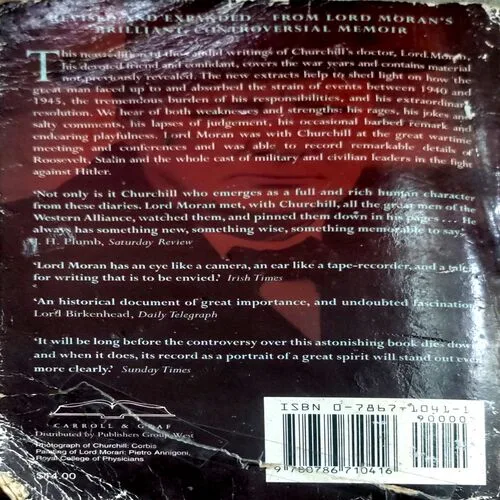 REVISED AND EXPANDED – FROM LORD MORAN'S
BRILLIANT, CONTROVERSIAL MEMOIR
This new edition of the candid writings of Churchill's doctor, Lord Moran
his devoted friend and confidant, covers the war years and contains material
not previously revealed. The new extracts help to shed light on how the
great man faced up to and absorbed the strain of events between 1940 and
1945, the tremendous burden of his responsibilities, and his extraordinary
resolution. We hear of both weaknesses and strengths: his rages, his jokes and
salty comments, his lapses of judgement, his occasional barbed remark and
endearing playfulness. Lord Moran was with Churchill at the great wartime
meetings and conferences and was able to record remarkable details of
Roosevelt, Stalin and the whole cast of military and civilian leaders in the fight
against Hitler.
'Not only is it Churchill who emerges as a full and rich human character
from these diaries. Lord Moran met, with Churchill, all the great men of the
Western Alliance, watched them, and pinned them down in his pages ... He
always has something new, something wise, something memorable to say.'
J. H. Plumb, Saturday Review
'Lord Moran has an eye like a camera, an ear like a tape-recorder, and a
for writing that is to be envied.' Irish Times
'An historical document of great importance, and undoubted fascination
Lord Birkenhead, Daily Telegraph
'It will be long before the controversy over this astonishing book dies down
and when it does, its record as a portrait of a great spirit will stand out even
more clearly.' Sunday Times
CARROLL & GRAF
Distributed by Publishers Group West
Photograph of Churchill: Corbis
Painting of Lord Moran: Pietro Annigoni,
Royal College of Physicians
$14.00
ISBN 0-7867-1041-1
90000
9 780786 710416